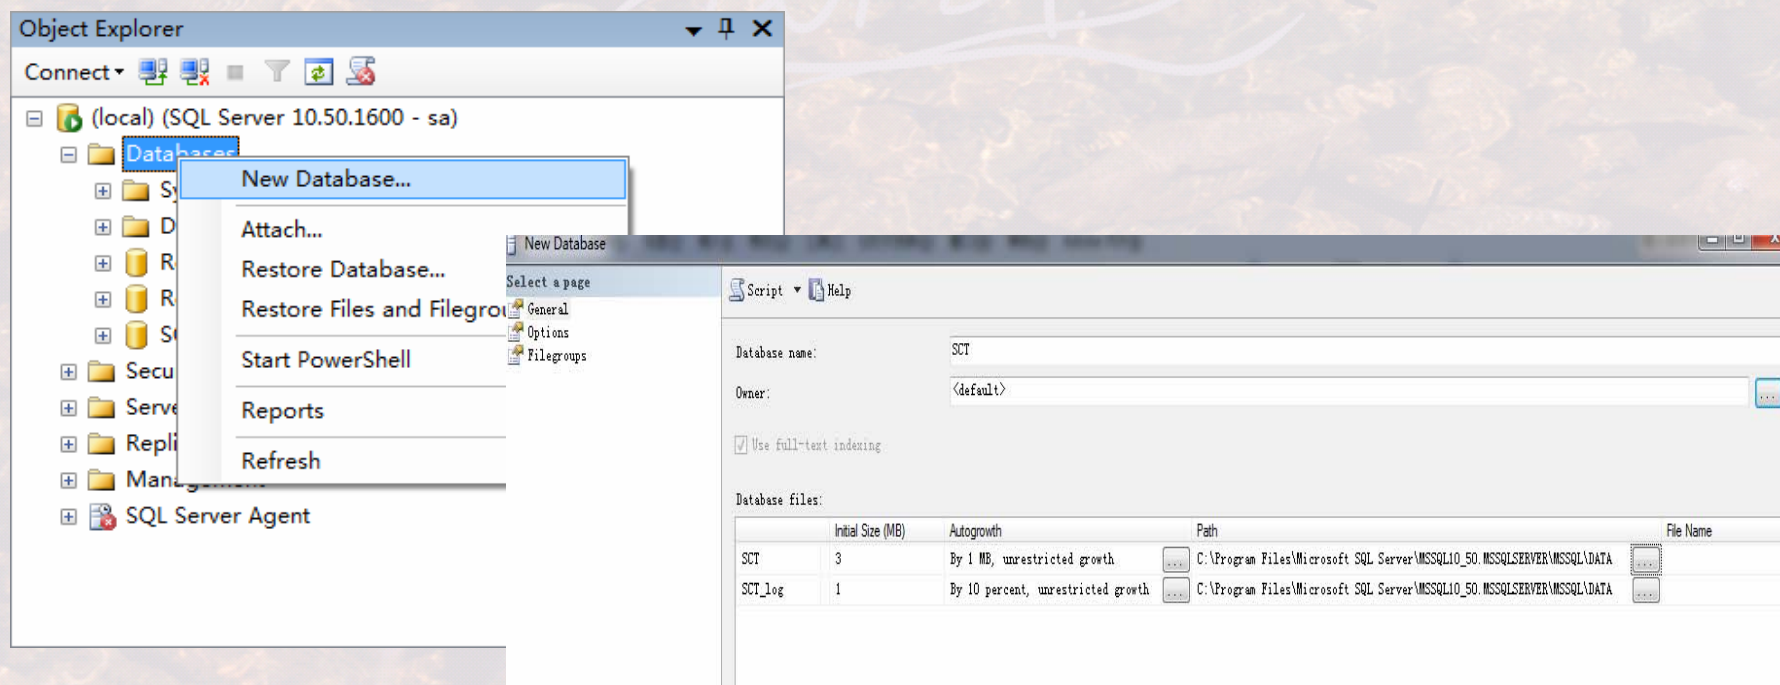 Object Explorer
Connect
(local) (SQL Server 10.50.1600 - sa)
Databases
New Database...
Attach...
Restore Database...
Restore Files and Filegrou
Start PowerShell
Reports
Refresh
Sy
D
R
R
S
Secu
Serve
Repli
Management
SQL Server Agent
New Database
Select a page
General
Options
Filegroups
Script Help
Database name: SCT
Owner: <default> ...
Use full-text indexing
Database files:
Initial Size (MB) Autogrowth Path File Name
SCT 3 By 1 MB, unrestricted growth ... C:\Program Files\Microsoft SQL Server\MSSQL10_50.MSSQLSERVER\MSSQL\DATA ...
SCT_log 1 By 10 percent, unrestricted growth ... C:\Program Files\Microsoft SQL Server\MSSQL10_50.MSSQLSERVER\MSSQL\DATA ...